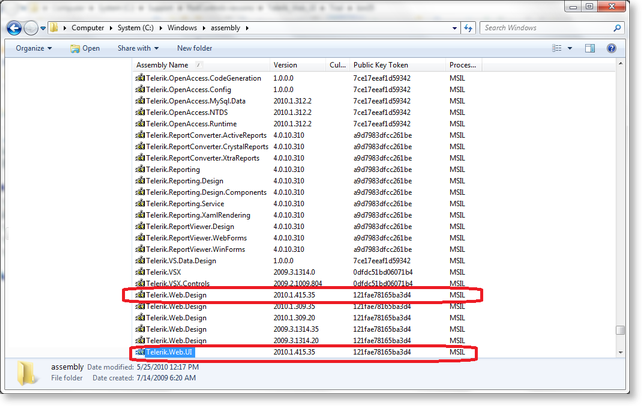 Computer ▸ System (C:) ▸ Windows ▸ assembly ▸
Search Windows
Organize Open Share with New folder
Assembly Name Version Cul... Public Key Token Proces...
Telerik.OpenAccess.CodeGeneration 1.0.0.0 7ce17eeaf1d59342 MSIL
Telerik.OpenAccess.Config 1.0.0.0 7ce17eeaf1d59342 MSIL
Telerik.OpenAccess.MySql.Data 2010.1.312.2 7ce17eeaf1d59342 MSIL
Telerik.OpenAccess.NTDS 2010.1.312.2 7ce17eeaf1d59342 MSIL
Telerik.OpenAccess.Runtime 2010.1.312.2 7ce17eeaf1d59342 MSIL
Telerik.ReportConverter.ActiveReports 4.0.10.310 a9d7983dfcc261be MSIL
Telerik.ReportConverter.CrystalReports 4.0.10.310 a9d7983dfcc261be MSIL
Telerik.ReportConverter.XtraReports 4.0.10.310 a9d7983dfcc261be MSIL
Telerik.Reporting 4.0.10.310 a9d7983dfcc261be MSIL
Telerik.Reporting.Design 4.0.10.310 a9d7983dfcc261be MSIL
Telerik.Reporting.Design.Components 4.0.10.310 a9d7983dfcc261be MSIL
Telerik.Reporting.Service 4.0.10.310 a9d7983dfcc261be MSIL
Telerik.Reporting.XamlRendering 4.0.10.310 a9d7983dfcc261be MSIL
Telerik.ReportViewer.Design 4.0.10.310 a9d7983dfcc261be MSIL
Telerik.ReportViewer.WebForms 4.0.10.310 a9d7983dfcc261be MSIL
Telerik.ReportViewer.WinForms 4.0.10.310 a9d7983dfcc261be MSIL
Telerik.VS.Data.Design 1.0.0.0 7ce17eeaf1d59342 MSIL
Telerik.VSX 2009.3.1314.0 0dfdc51bd06071b4 MSIL
Telerik.VSX.Controls 2009.2.1009.804 0dfdc51bd06071b4 MSIL
Telerik.Web.Design 2010.1.415.35 121fae78165ba3d4 MSIL
Telerik.Web.Design 2010.1.309.35 121fae78165ba3d4 MSIL
Telerik.Web.Design 2010.1.309.20 121fae78165ba3d4 MSIL
Telerik.Web.Design 2009.3.1314.35 121fae78165ba3d4 MSIL
Telerik.Web.Design 2009.3.1314.20 121fae78165ba3d4 MSIL
Telerik.Web.UI 2010.1.415.35 121fae78165ba3d4 MSIL
assembly Date modified: 5/25/2010 12:17 PM
File folder Date created: 7/14/2009 6:20 AM